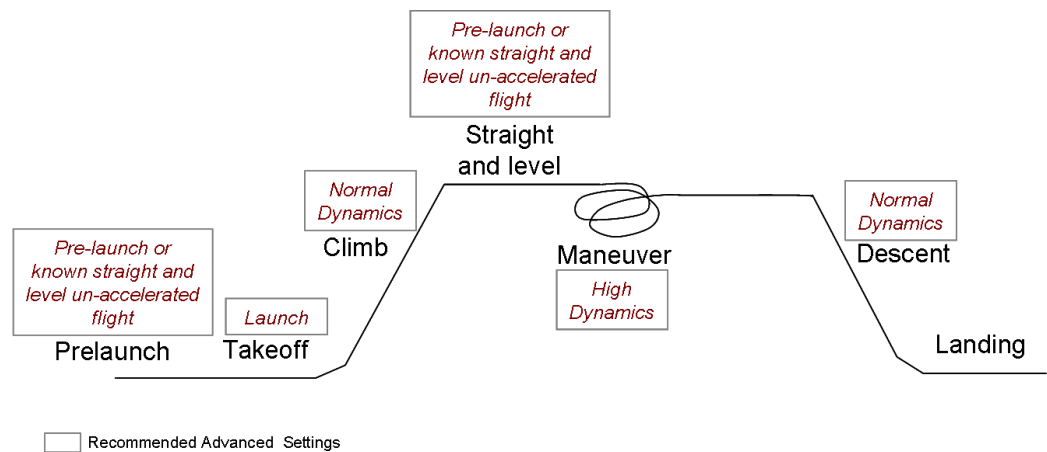 Pre-launch or
known straight and
level un-accelerated
flight
Straight
and level
Normal
Dynamics
Climb
Pre-launch or
known straight and
level un-accelerated
flight
Prelaunch
Launch
Takeoff
Maneuver
High
Dynamics
Normal
Dynamics
Descent
Landing
Recommended Advanced Settings